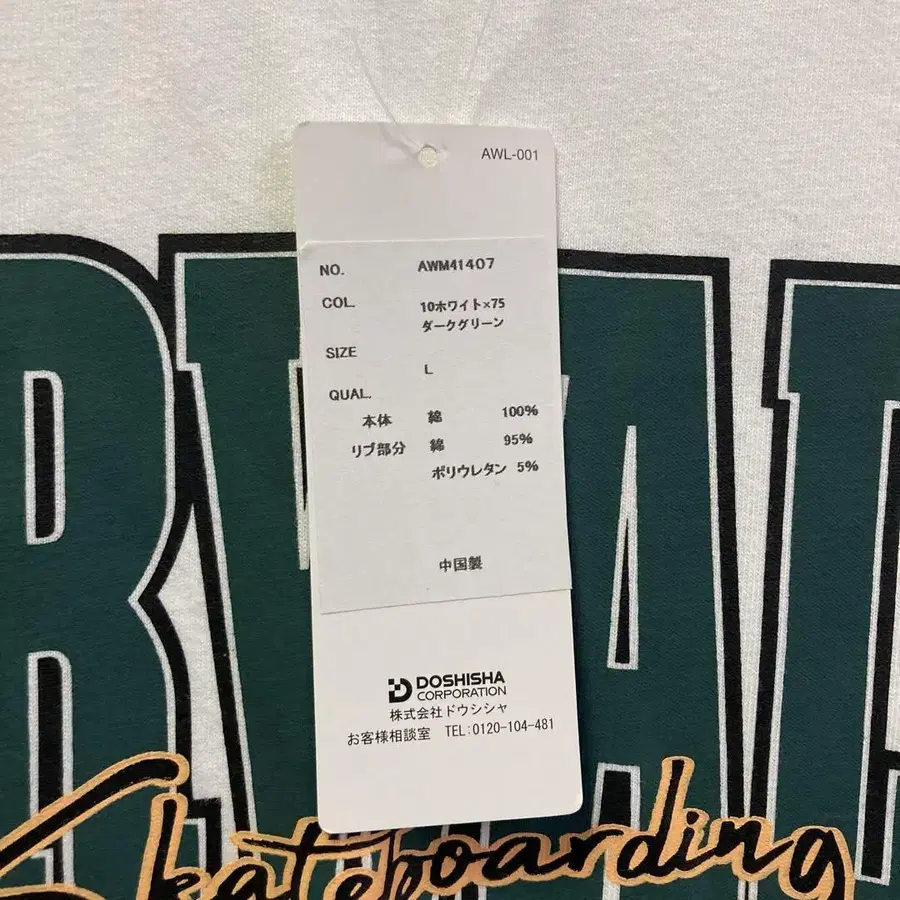 AWL-001
NO. AWM41407
COL. 10ホワイト×75
ダークグリーン
SIZE
L
QUAL.
本体 綿 100%
リブ部分 綿 95%
ポリウレタン 5%
中国製
DOSHISHA
CORPORATION
株式会社ドウシシャ
お客様相談室 TEL:0120-104-481
Skateboarding